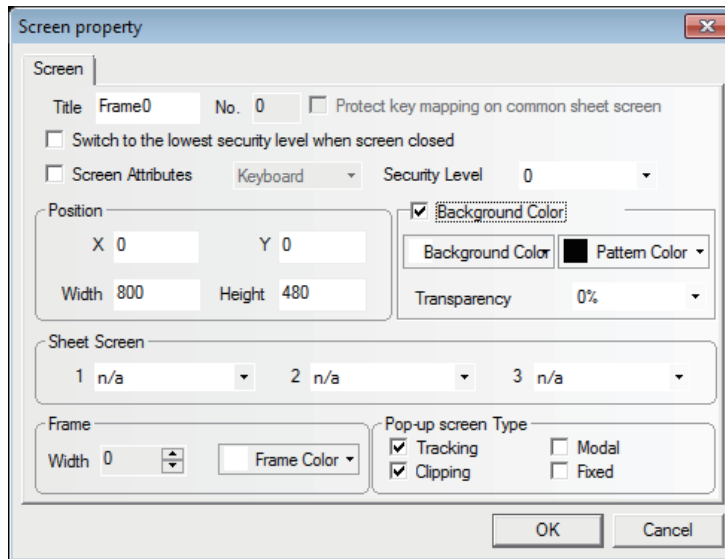 Screen property
Screen
Title Frame0 No. 0 Protect key mapping on common sheet screen
Switch to the lowest security level when screen closed
Screen Attributes Keyboard Security Level 0
Position Background Color
X 0 Y 0 Background Color Pattern Color
Width 800 Height 480 Transparency 0%
Sheet Screen
1 n/a 2 n/a 3 n/a
Frame Pop-up screen Type
Width 0 Frame Color Tracking Modal
Clipping Fixed
OK Cancel